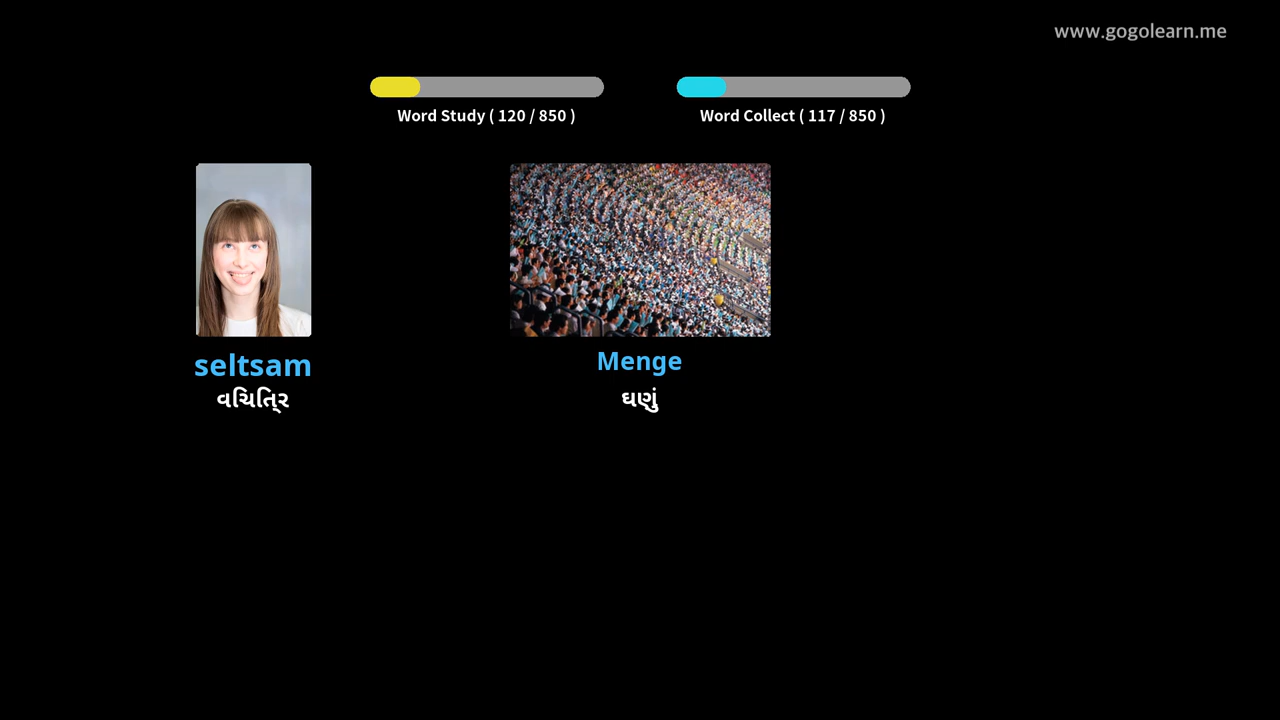 www.gogolearn.me
Word Study ( 120 / 850 )
Word Collect ( 117 / 850 )
seltsam
વિચિત્ર
Menge
ઘણું